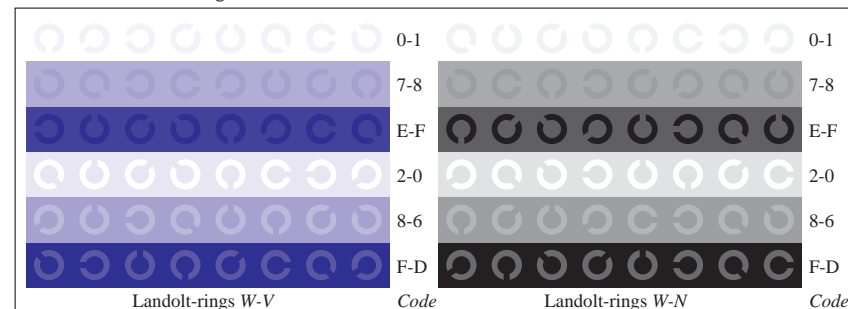 0-1 0-1
7-8 7-8
E-F E-F
2-0 2-0
8-6 8-6
F-D F-D
Landolt-rings W-V Code Landolt-rings W-N Code